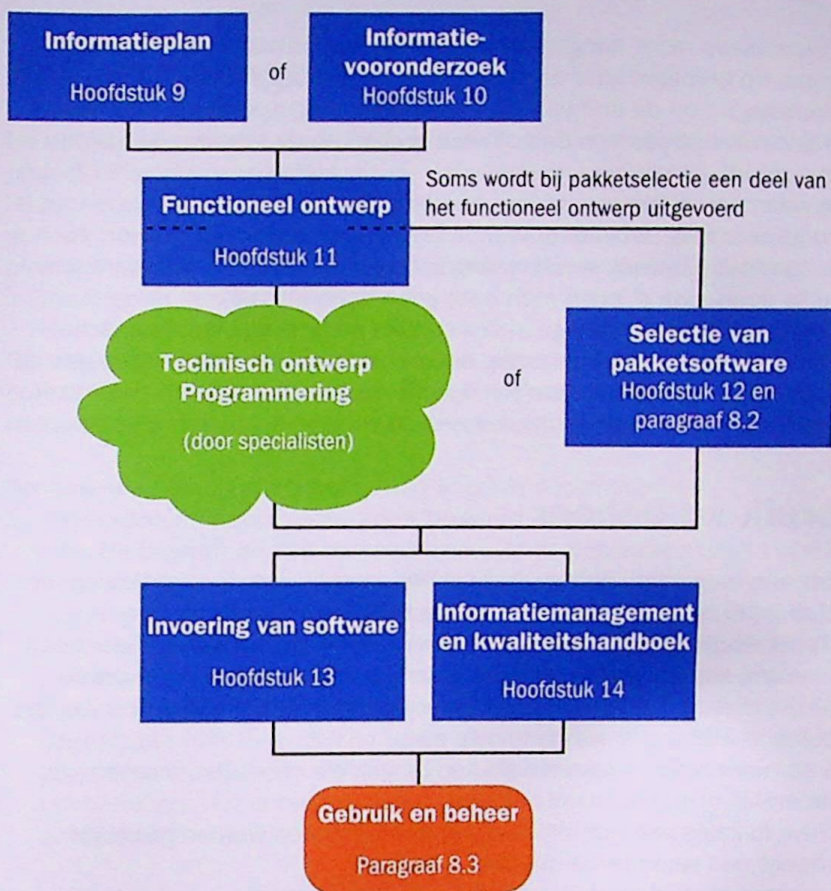 Informatieplan
Hoofdstuk 9
of
Informatie-
vooronderzoek
Hoofdstuk 10
Functioneel ontwerp
Hoofdstuk 11
Soms wordt bij pakketselectie een deel van
het functioneel ontwerp uitgevoerd
Technisch ontwerp
Programmering
(door specialisten)
of
Selectie van
pakketsoftware
Hoofdstuk 12 en
paragraaf 8.2
Invoering van software
Hoofdstuk 13
Informatiemanagement
en kwaliteitshandboek
Hoofdstuk 14
Gebruik en beheer
Paragraaf 8.3